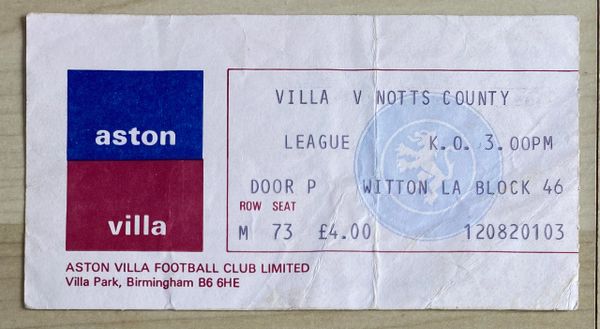 aston
villa
ASTON VILLA FOOTBALL CLUB LIMITED
Villa Park, Birmingham B6 6HE
VILLA V NOTTS COUNTY
LEAGUE K.O. 3.00PM
DOOR P WITTON LA BLOCK 46
ROW SEAT
M 73 £4.00 120820103